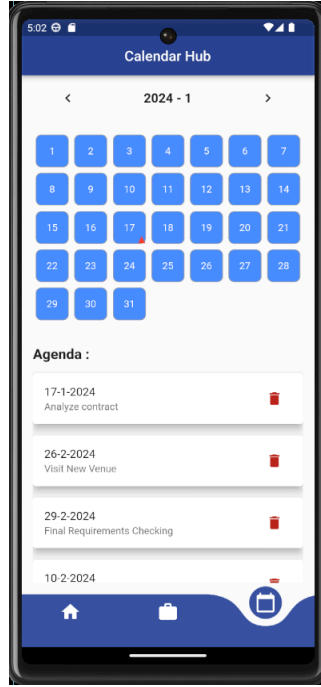 5:02
Calendar Hub
< 2024 - 1 >
1 2 3 4 5 6 7
8 9 10 11 12 13 14
15 16 17 18 19 20 21
22 23 24 25 26 27 28
29 30 31
Agenda :
17-1-2024
Analyze contract
26-2-2024
Visit New Venue
29-2-2024
Final Requirements Checking
10-2-2024